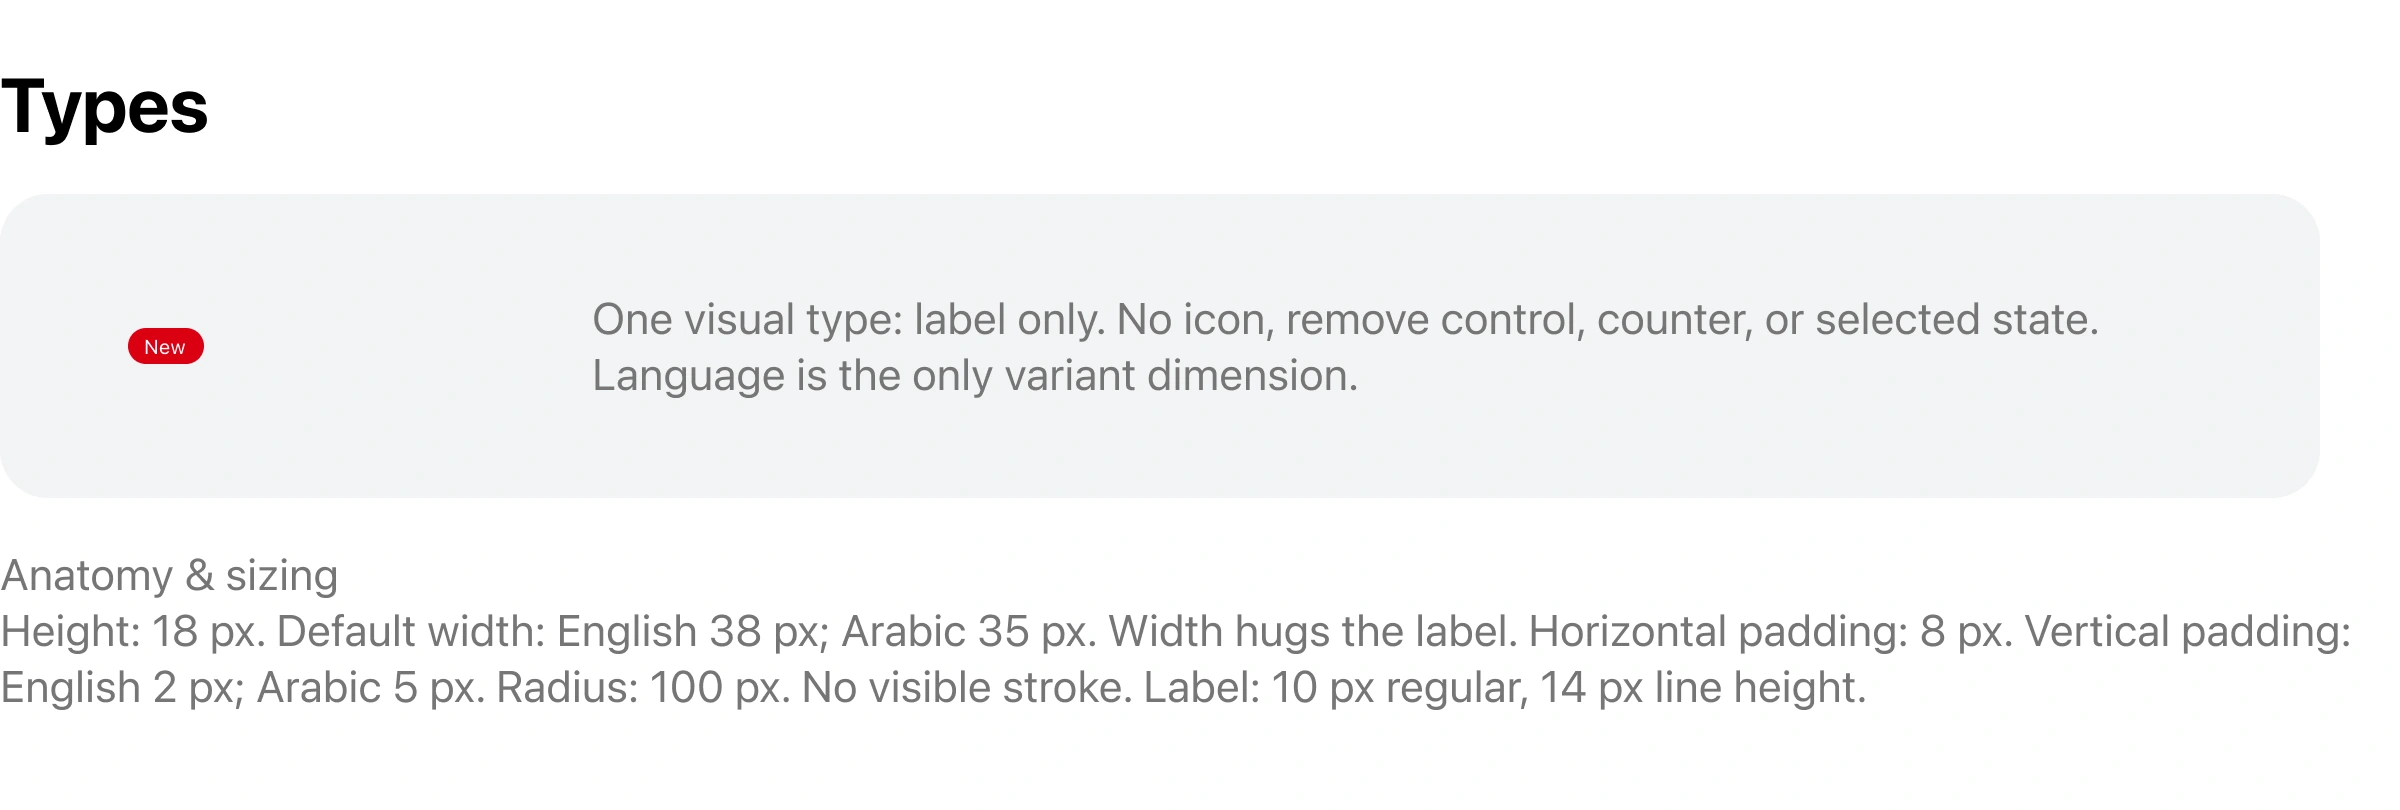 Types
New
One visual type: label only. No icon, remove control, counter, or selected state.
Language is the only variant dimension.
Anatomy & sizing
Height: 18 px. Default width: English 38 px; Arabic 35 px. Width hugs the label. Horizontal padding: 8 px. Vertical padding:
English 2 px; Arabic 5 px. Radius: 100 px. No visible stroke. Label: 10 px regular, 14 px line height.